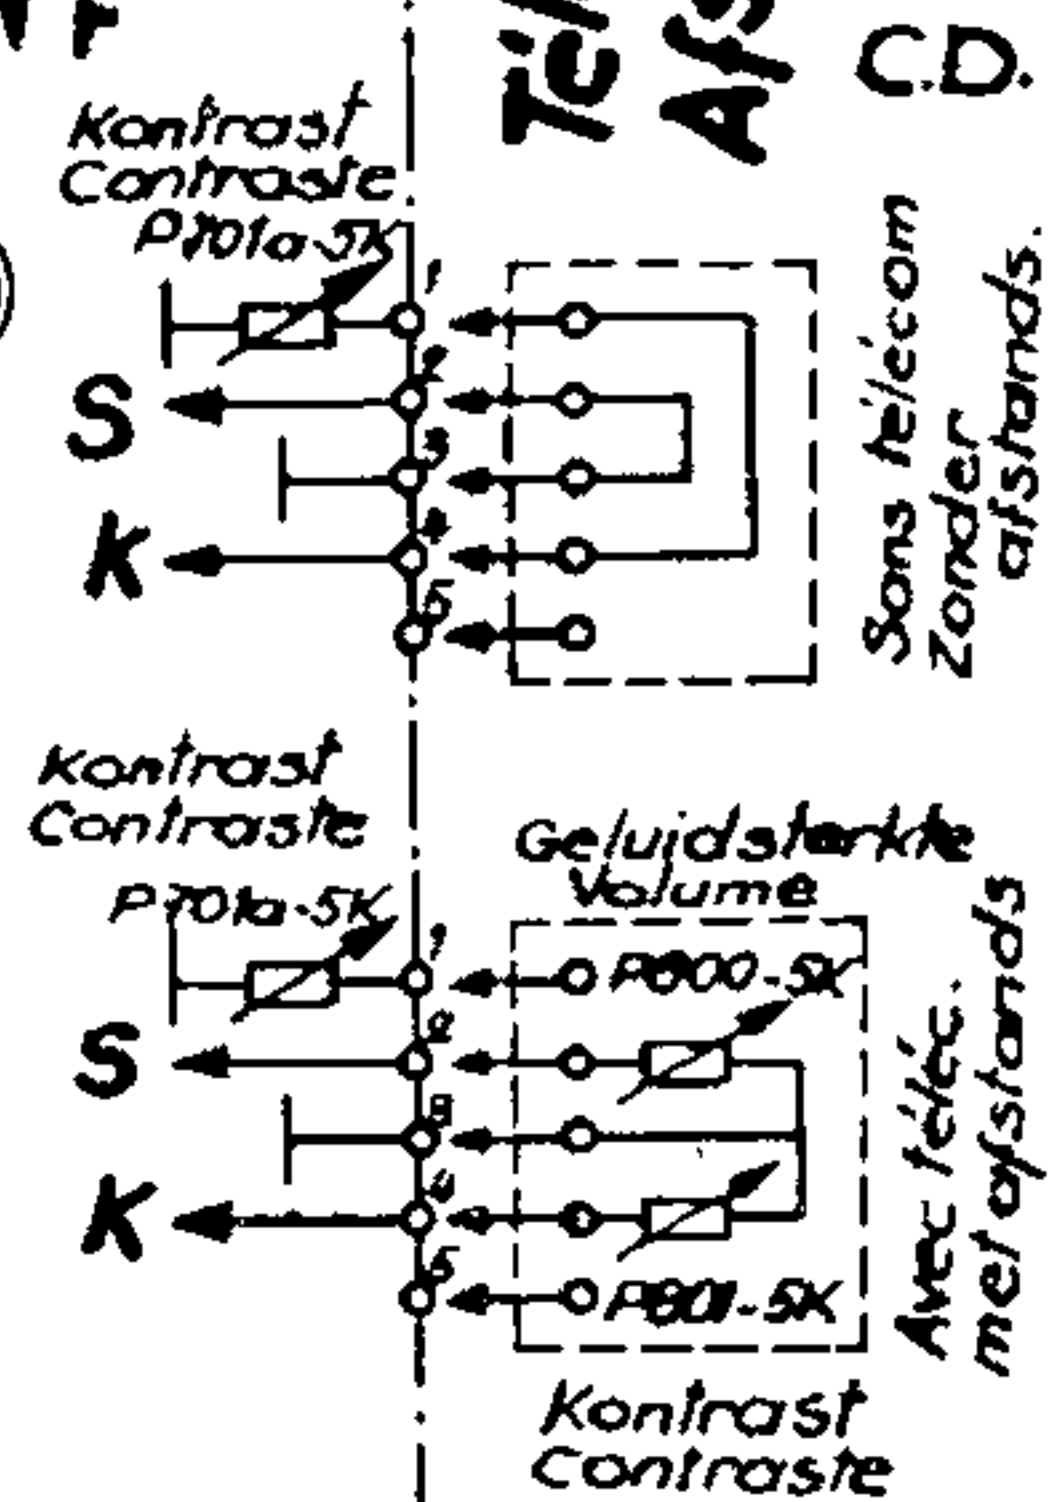 C.D.
Kontrast
Contraste
P701a-5K
1
2
3
4
5
S
K
Sans télécom
Zonder
afstands.
Kontrast
Contraste
P701a-5K
1
2
3
4
5
S
K
Geluidsterkte
Volume
P800-5K
P801-5K
Kontrast
Contraste
Avec téléc.
met afstands